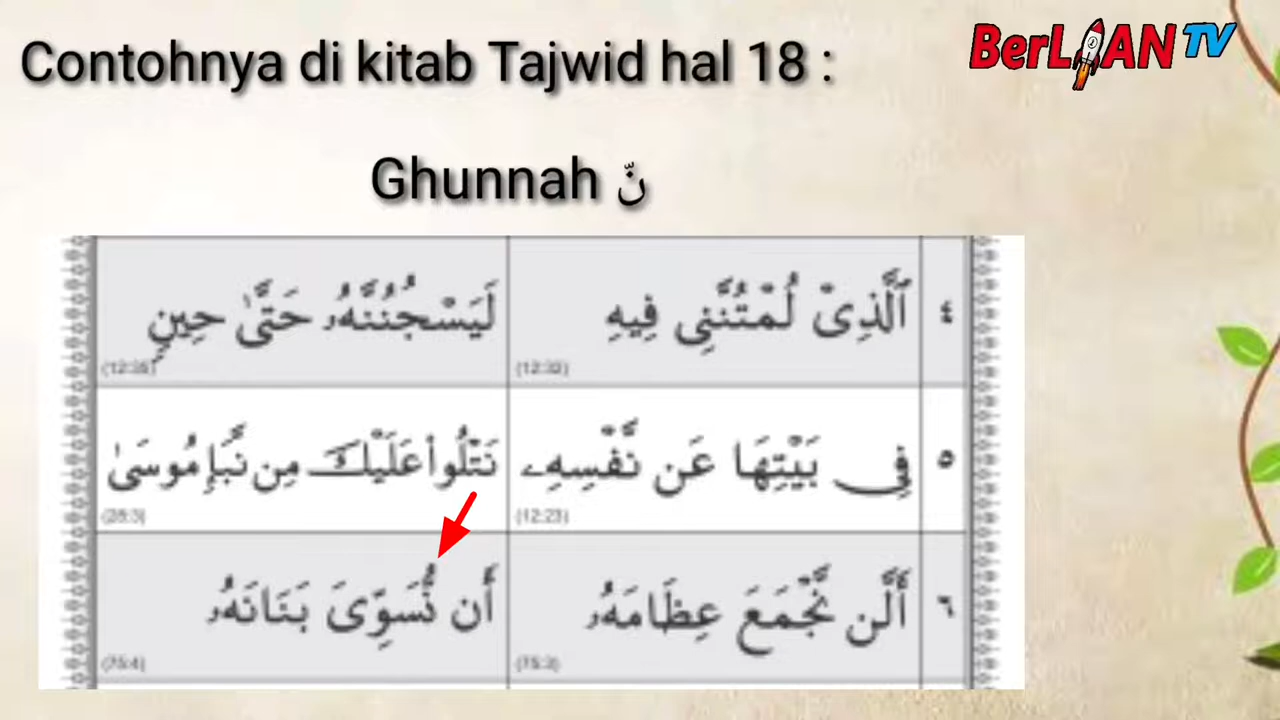 Contohnya di kitab Tajwid hal 18 :
BerLIAN TV
Ghunnah نّ
٤ ٱلَّذِىْ لُمْتُنَّنِى فِيهِ لَيَسْجُنُنَّهُۥ حَتَّىٰ حِينٍ
(12:32) (12:35)
٥ فِى بَيْتِهَا عَن نَّفْسِهِۦ نَتْلُوا۟ عَلَيْكَ مِن نَّبَإِ مُوسَىٰ
(12:23) (28:3)
٦ أَلَّن نَّجْمَعَ عِظَامَهُۥ أَن نُّسَوِّىَ بَنَانَهُۥ
(75:3) (75:4)